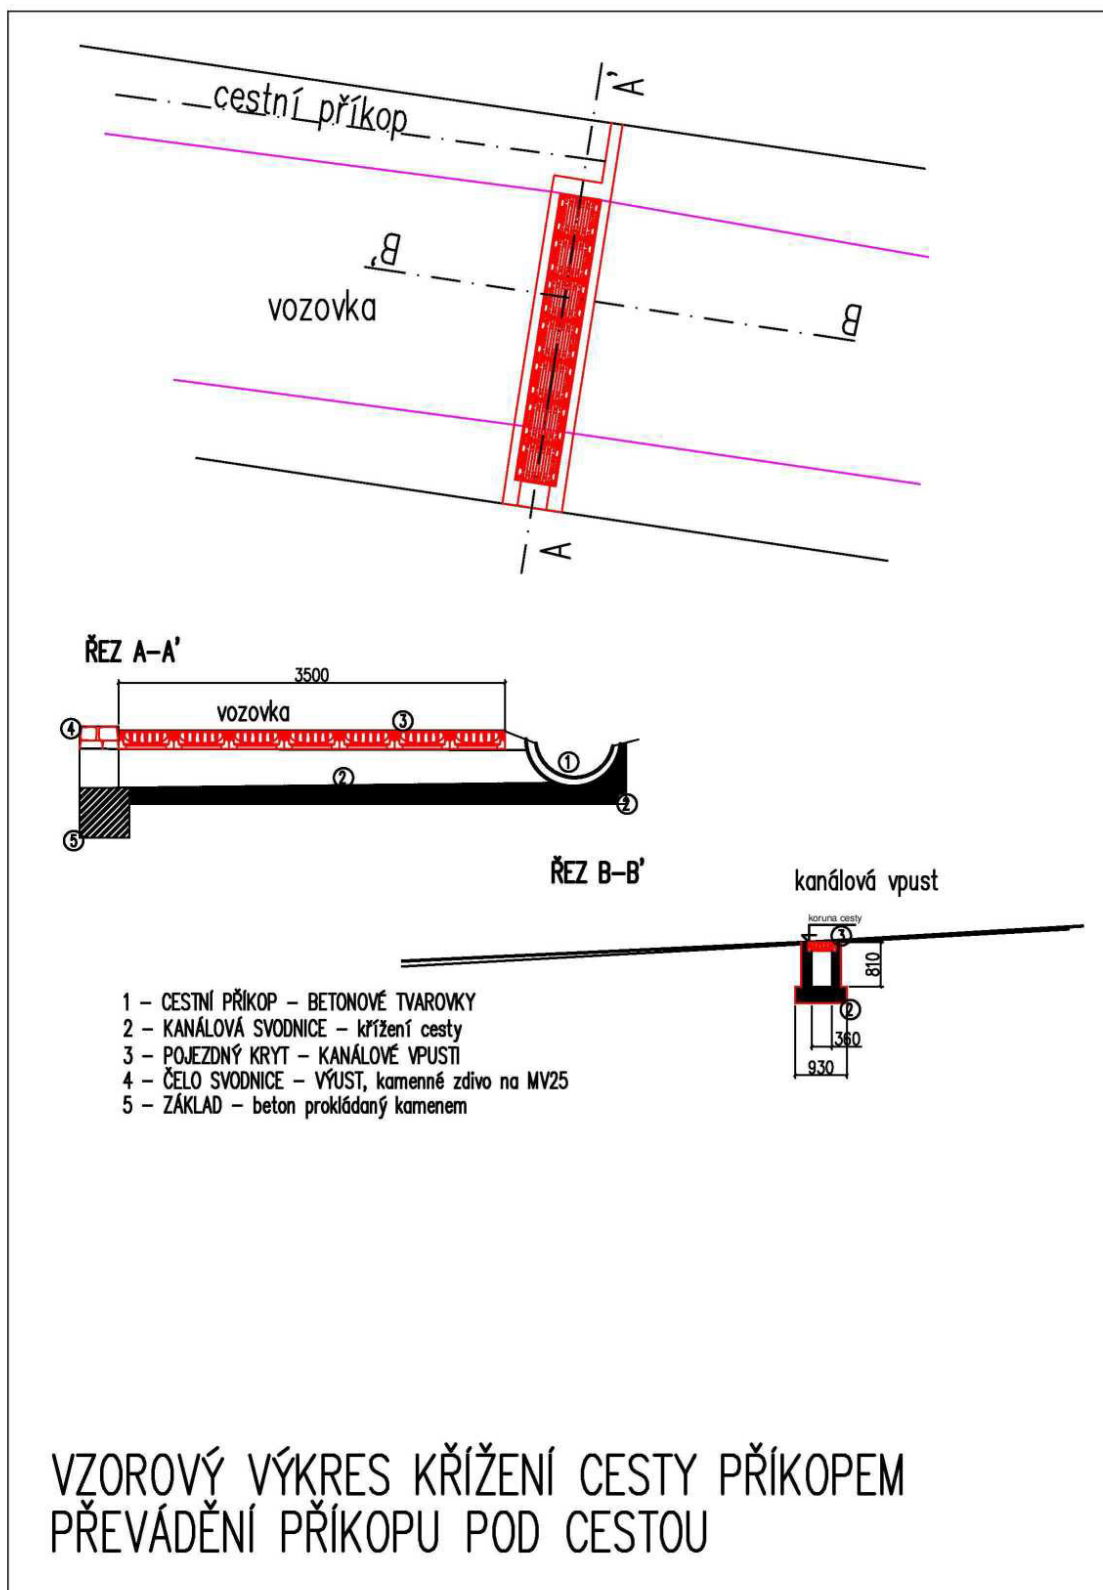 A'
cestní příkop
B'
vozovka
B
A
ŘEZ A-A'
3500
vozovka
4
3
1
2
2
5
ŘEZ B-B'
kanálová vpust
koruna cesty
3
810
2
360
930
1 - CESTNÍ PŘÍKOP - BETONOVÉ TVAROVKY
2 - KANÁLOVÁ SVODNICE - křížení cesty
3 - POJEZDNÝ KRYT - KANÁLOVÉ VPUSTI
4 - ČELO SVODNICE - VÝUST, kamenné zdivo na MV25
5 - ZÁKLAD - beton prokládaný kamenem
VZOROVÝ VÝKRES KŘÍŽENÍ CESTY PŘÍKOPEM
PŘEVÁDĚNÍ PŘÍKOPU POD CESTOU